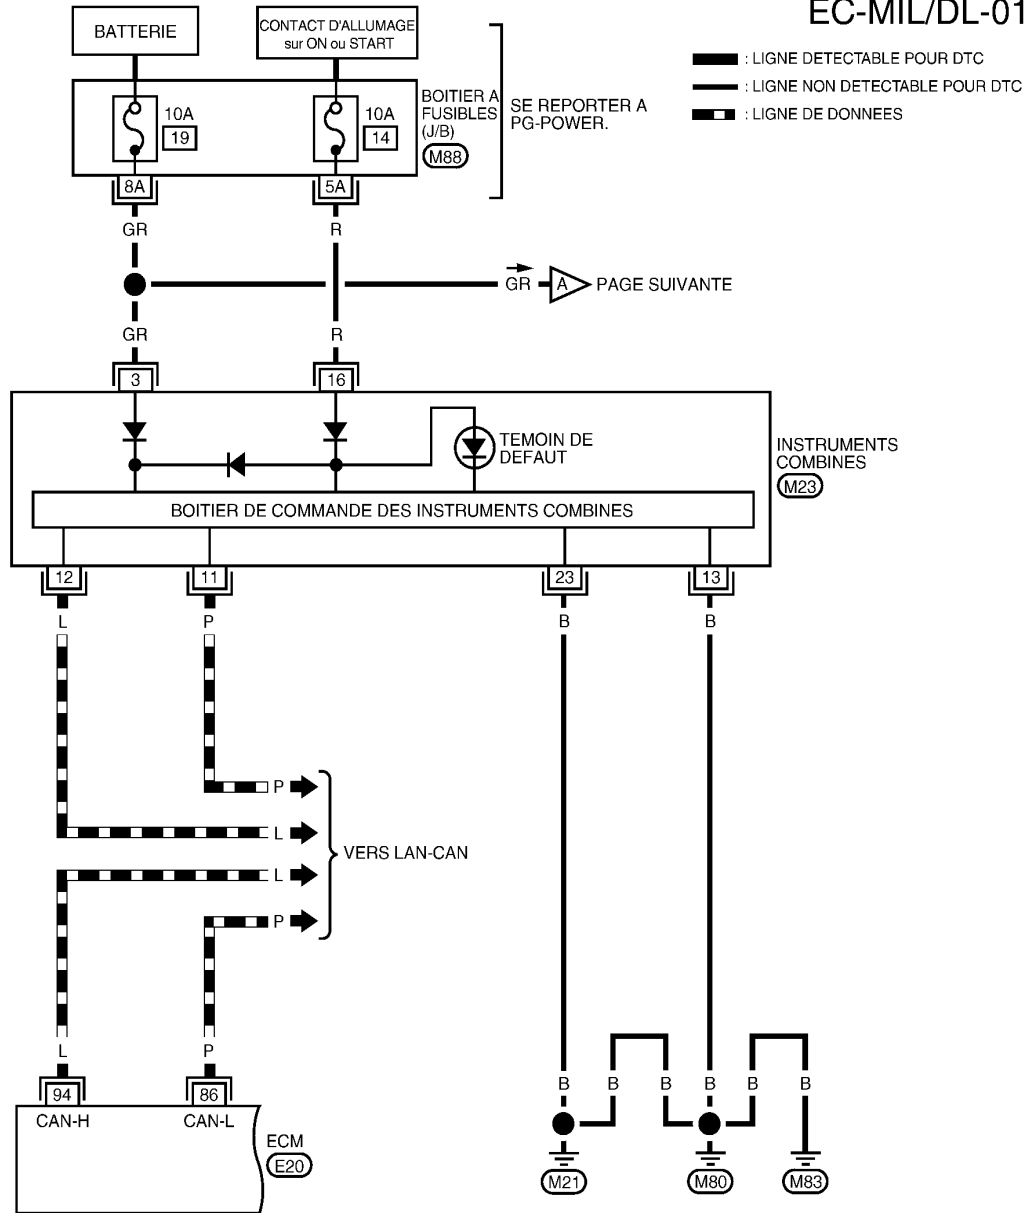 EC-MIL/DL-01
BATTERIE
CONTACT D'ALLUMAGE
sur ON ou START
: LIGNE DETECTABLE POUR DTC
: LIGNE NON DETECTABLE POUR DTC
: LIGNE DE DONNEES
10A
19
10A
14
BOITIER A
FUSIBLES
(J/B)
M88
SE REPORTER A
PG-POWER.
8A
5A
GR
R
GR
A
PAGE SUIVANTE
GR
R
3
16
TEMOIN DE
DEFAUT
INSTRUMENTS
COMBINES
M23
BOITIER DE COMMANDE DES INSTRUMENTS COMBINES
12
11
23
13
L
P
B
B
P
L
VERS LAN-CAN
L
P
L
P
94
86
CAN-H
CAN-L
ECM
E20
B
B
B
B
B
B
M21
M80
M83